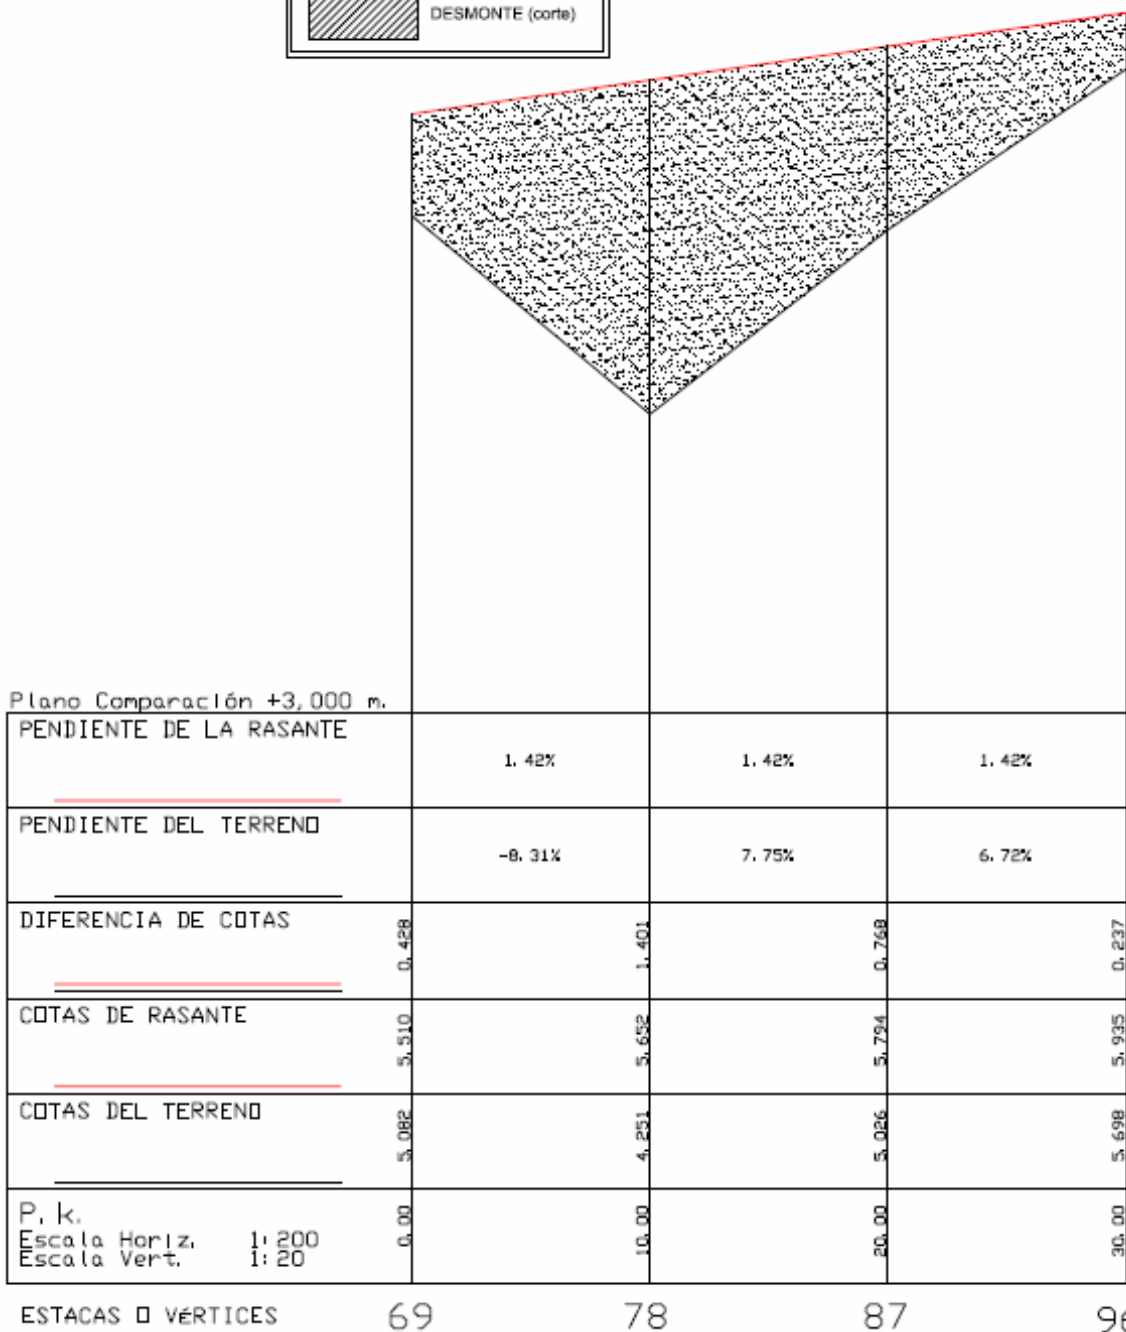 DESMONTE (corte)
Plano Comparación +3,000 m.
PENDIENTE DE LA RASANTE
1.42% 1.42% 1.42%
PENDIENTE DEL TERRENO
-8.31% 7.75% 6.72%
DIFERENCIA DE COTAS
0,428 1,401 0,768 0,237
COTAS DE RASANTE
5,510 5,652 5,794 5,935
COTAS DEL TERRENO
5,082 4,251 5,026 5,698
P. k.
0,00 10,00 20,00 30,00
Escala Horiz. 1:200
Escala Vert. 1:20
ESTACAS O VéRTICES 69 78 87